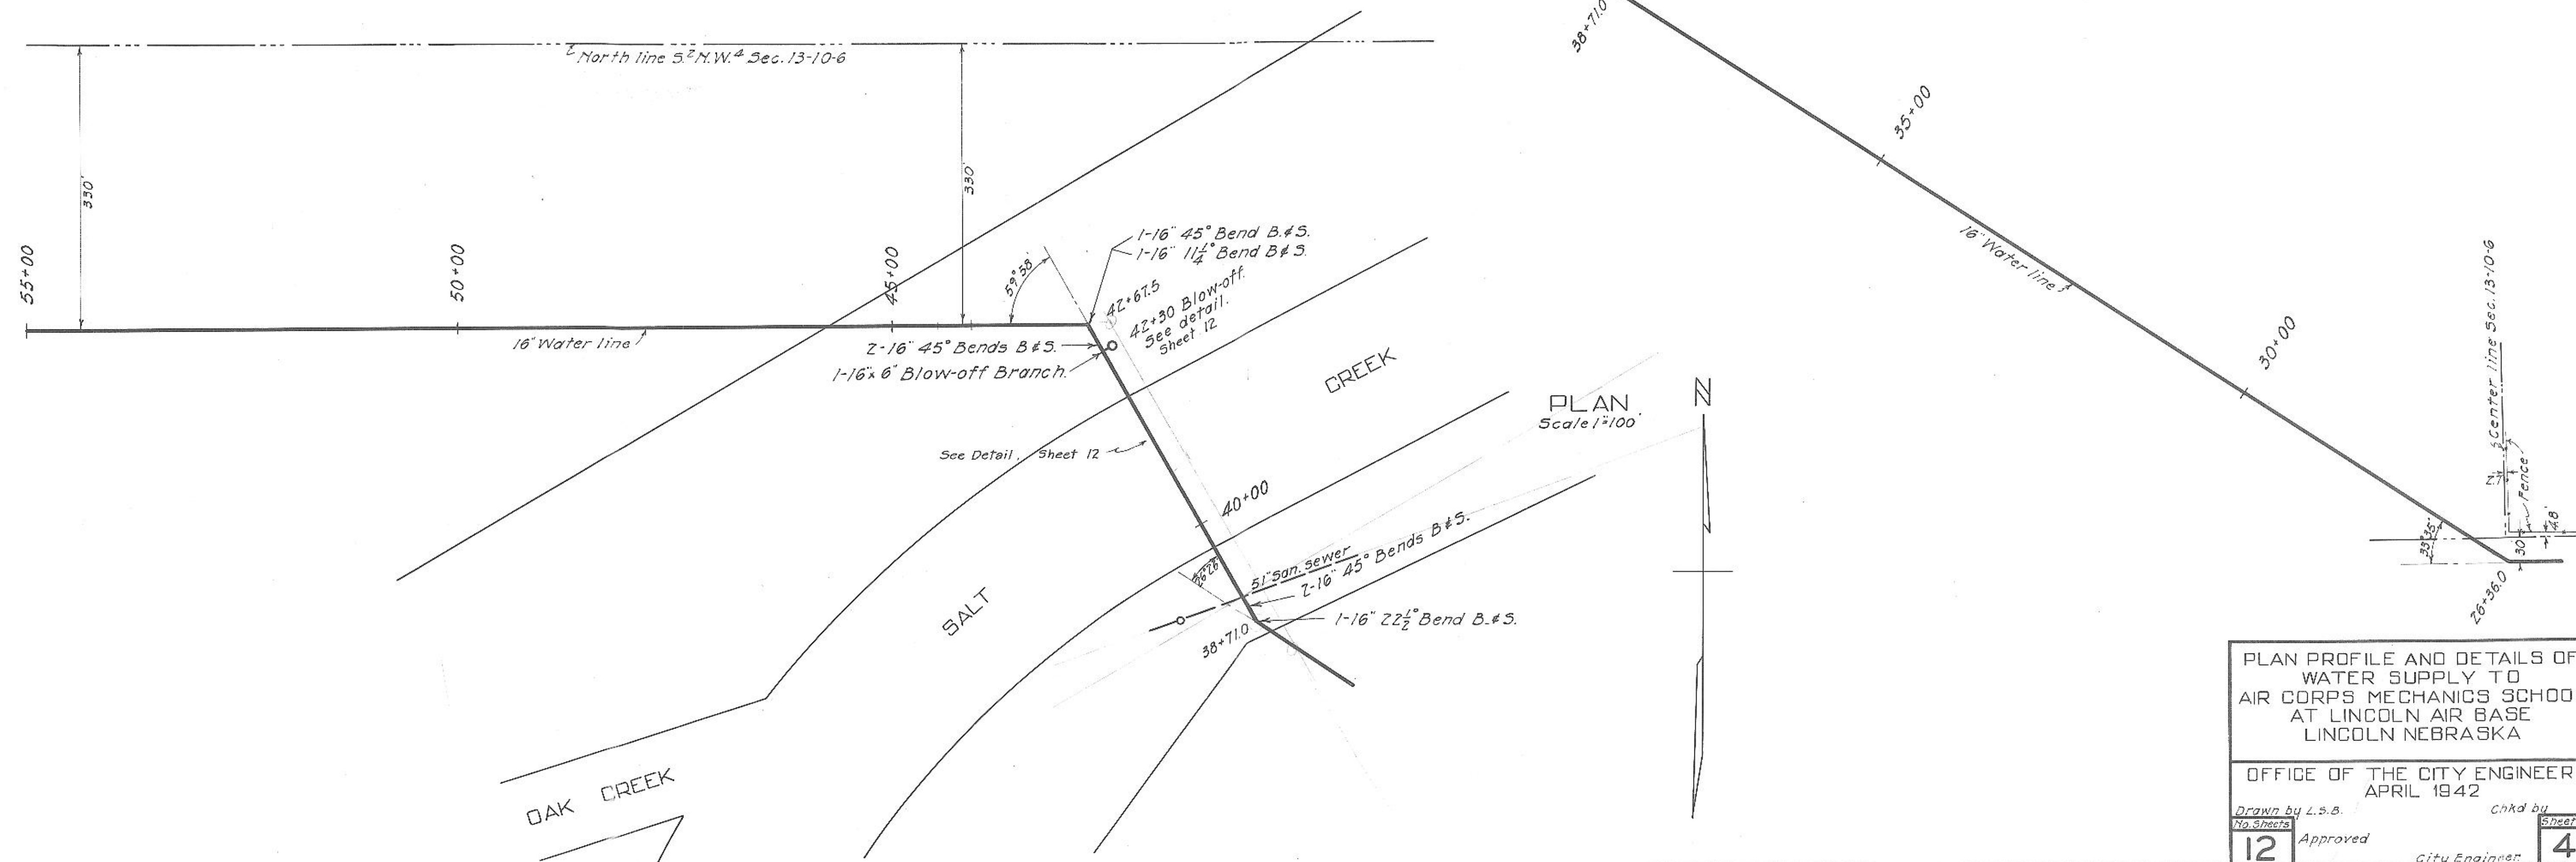 North line S.² N.W.⁴ Sec. 13-10-6
330'
330'
55+00
50+00
45+00
16" Water line
59°58'
1-16" 45° Bend B.&S.
1-16" 11¼° Bend B&S.
42+67.5
42+30 Blow-off.
See detail.
Sheet 12
2-16" 45° Bends B&S.
1-16"x6" Blow-off Branch.
See Detail, Sheet 12
CREEK
40+00
PLAN
Scale 1"=100'
N
51" San. sewer
2-16" 45° Bends B&S.
26°26'
1-16" 22½° Bend B.&S.
38+71.0
SALT
OAK CREEK
38+71.0
35+00
16" Water line
30+00
Center line Sec. 13-10-6
27'
Fence
4.8'
33°35'
30'
26+36.0
PLAN PROFILE AND DETAILS OF
WATER SUPPLY TO
AIR CORPS MECHANICS SCHOO
AT LINCOLN AIR BASE
LINCOLN NEBRASKA
OFFICE OF THE CITY ENGINEER
APRIL 1942
Drawn by L.S.B. Chkd by
No. Sheets
12
Approved
City Engineer
Sheet
4